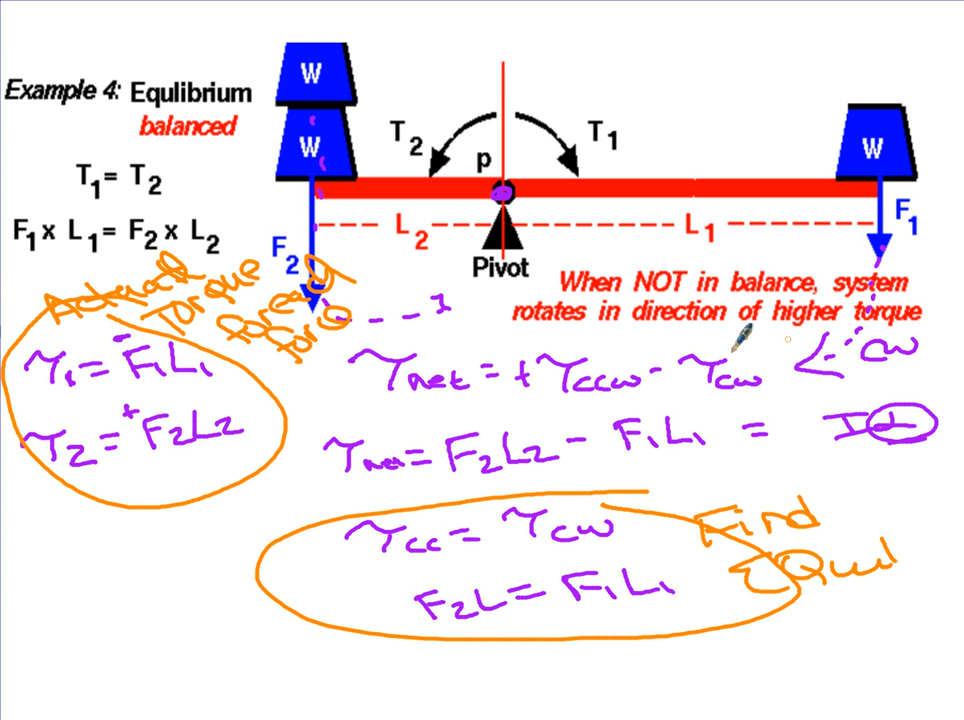 W
Example 4: Equlibrium
balanced
W
W
T2
T1
p
T1 = T2
F1 x L1 = F2 x L2
L2
L1
F2
F1
Pivot
When NOT in balance, system
rotates in direction of higher torque
Actual
Torque
for each
force
τ1 = -F1L1
τ2 = +F2L2
τnet = +τccw - τcw
cw
τnet = F2L2 - F1L1 = Iα
τcc = τcw
F2L = F1L1
Find